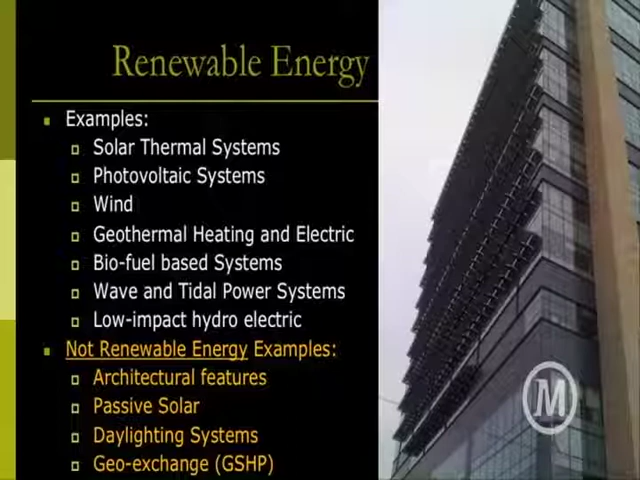 Renewable Energy
Examples:
Solar Thermal Systems
Photovoltaic Systems
Wind
Geothermal Heating and Electric
Bio-fuel based Systems
Wave and Tidal Power Systems
Low-impact hydro electric
Not Renewable Energy Examples:
Architectural features
Passive Solar
Daylighting Systems
Geo-exchange (GSHP)
M